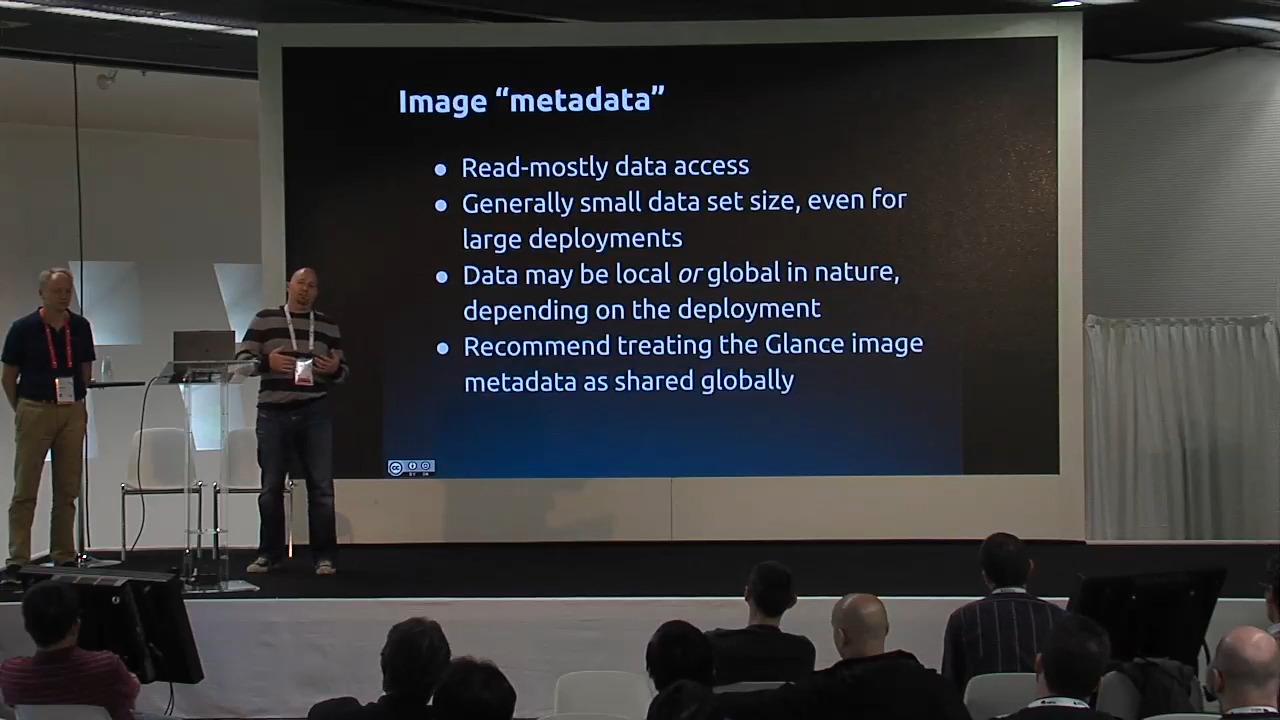 Image “metadata”
● Read-mostly data access
● Generally small data set size, even for
large deployments
● Data may be local or global in nature,
depending on the deployment
● Recommend treating the Glance image
metadata as shared globally